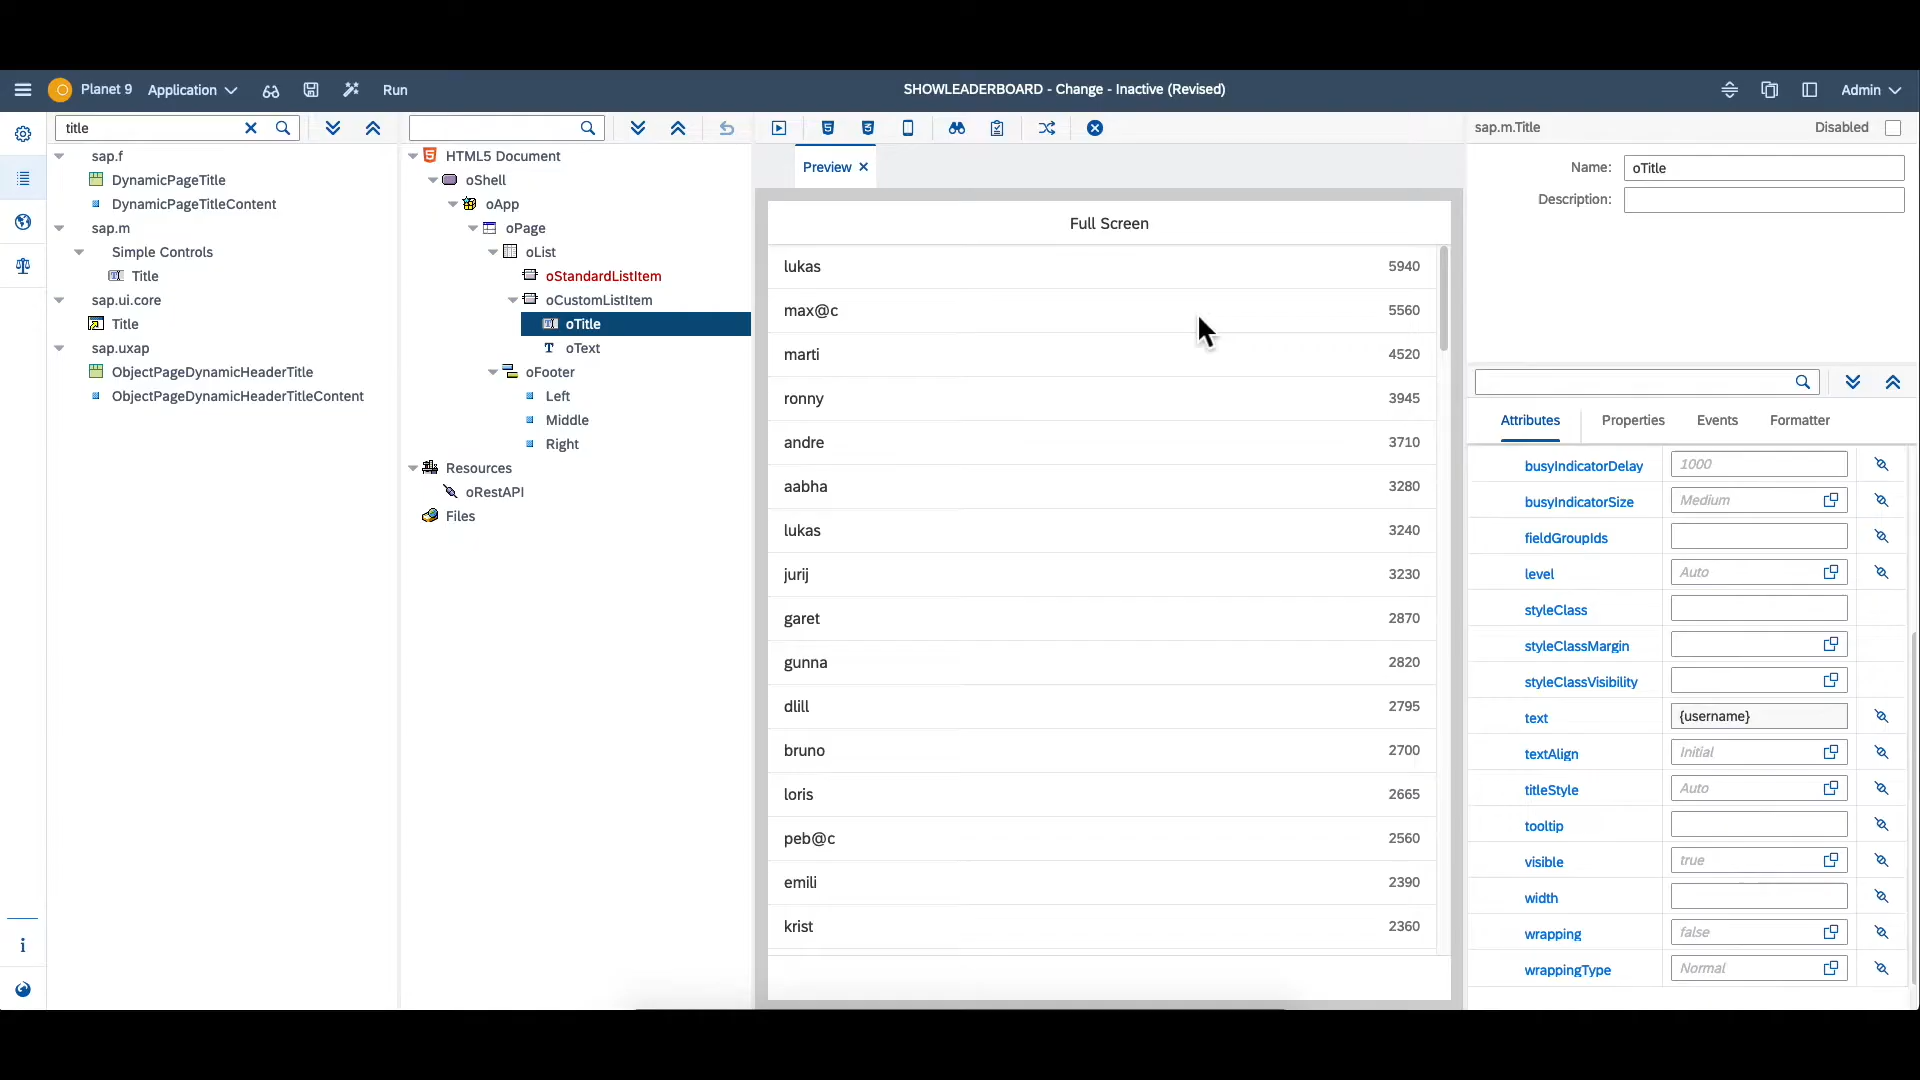 Planet 9 Application Run SHOWLEADERBOARD - Change - Inactive (Revised) Admin
title
sap.f
DynamicPageTitle
DynamicPageTitleContent
sap.m
Simple Controls
Title
sap.ui.core
Title
sap.uxap
ObjectPageDynamicHeaderTitle
ObjectPageDynamicHeaderTitleContent
HTML5 Document
oShell
oApp
oPage
oList
oStandardListItem
oCustomListItem
oTitle
oText
oFooter
Left
Middle
Right
Resources
oRestAPI
Files
Preview
Full Screen
lukas 5940
max@c 5560
marti 4520
ronny 3945
andre 3710
aabha 3280
lukas 3240
jurij 3230
garet 2870
gunna 2820
dlill 2795
bruno 2700
loris 2665
peb@c 2560
emili 2390
krist 2360
sap.m.Title Disabled
Name: oTitle
Description:
Attributes Properties Events Formatter
busyIndicatorDelay 1000
busyIndicatorSize Medium
fieldGroupIds
level Auto
styleClass
styleClassMargin
styleClassVisibility
text {username}
textAlign Initial
titleStyle Auto
tooltip
visible true
width
wrapping false
wrappingType Normal